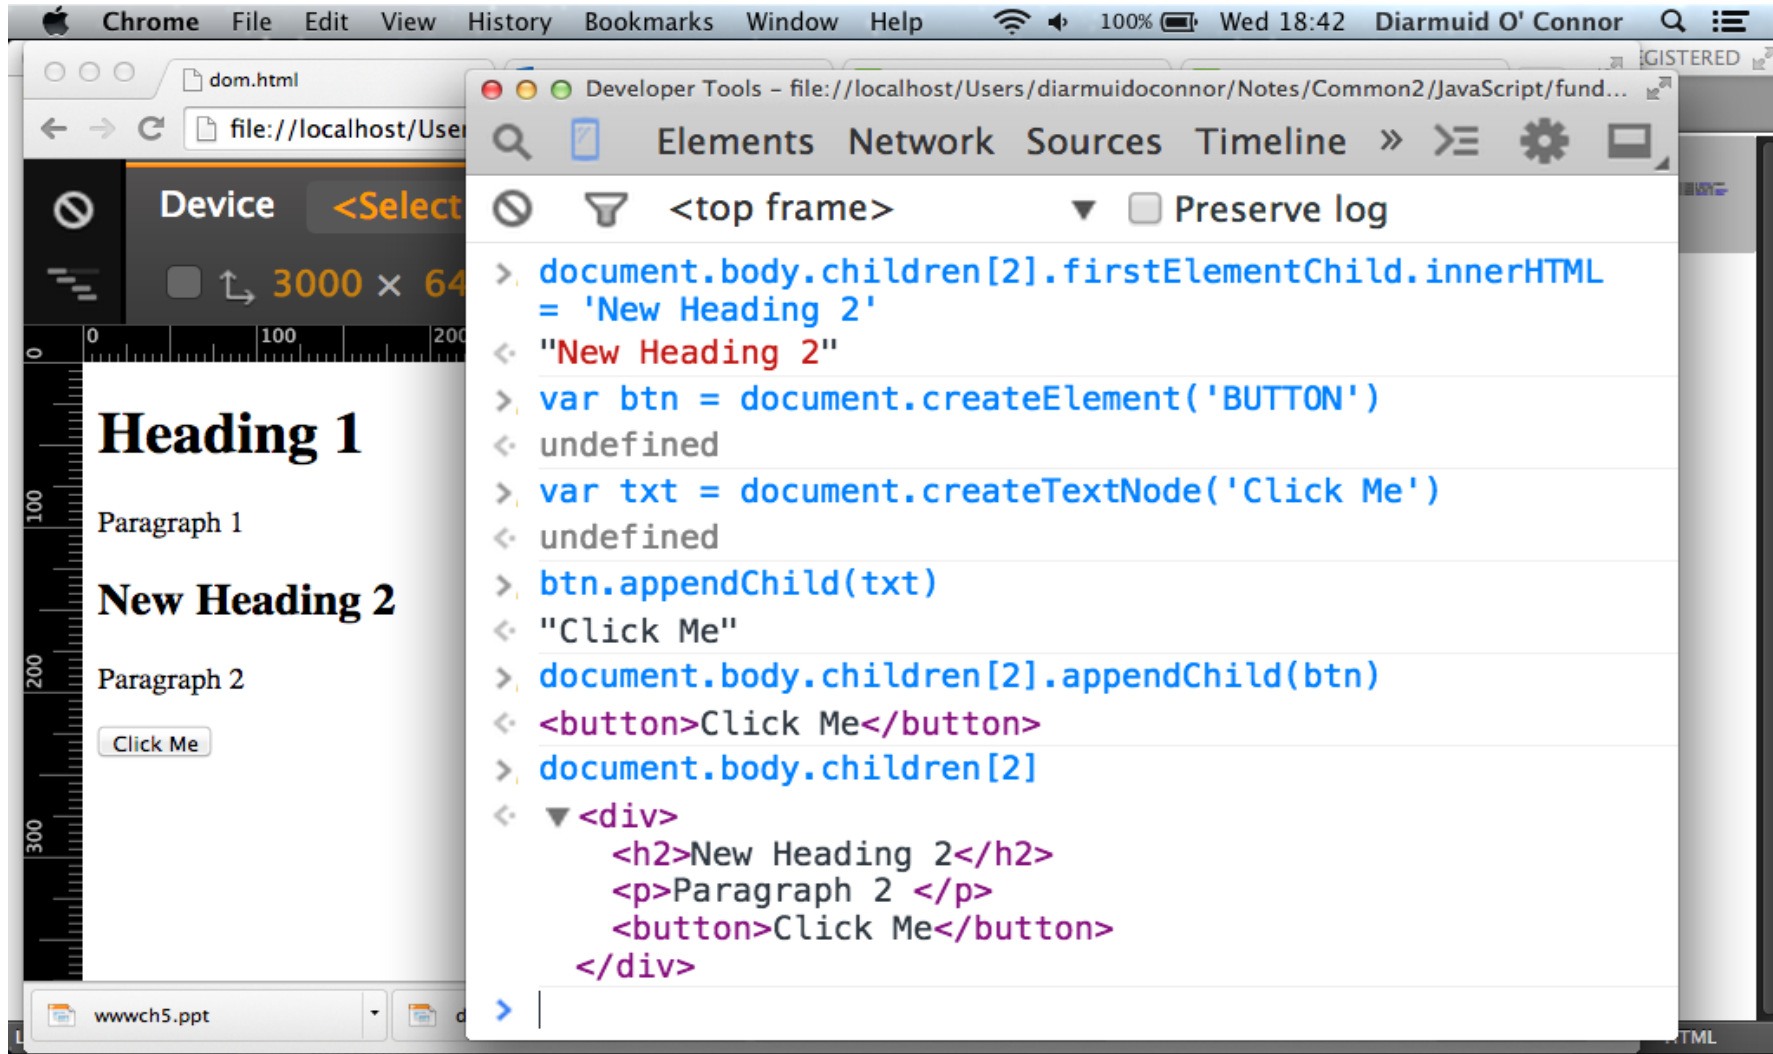 Chrome File Edit View History Bookmarks Window Help 100% Wed 18:42 Diarmuid O' Connor
GISTERED
dom.html
Developer Tools - file://localhost/Users/diarmuidoconnor/Notes/Common2/JavaScript/fund...
file://localhost/User
Elements Network Sources Timeline »
Device <Select
<top frame> ▼ Preserve log
3000 × 64
0 100 200
0
100
200
300
Heading 1
Paragraph 1
New Heading 2
Paragraph 2
Click Me
> document.body.children[2].firstElementChild.innerHTML
= 'New Heading 2'
"New Heading 2"
> var btn = document.createElement('BUTTON')
undefined
> var txt = document.createTextNode('Click Me')
undefined
> btn.appendChild(txt)
"Click Me"
> document.body.children[2].appendChild(btn)
<button>Click Me</button>
> document.body.children[2]
▼<div>
<h2>New Heading 2</h2>
<p>Paragraph 2 </p>
<button>Click Me</button>
</div>
>
wwwch5.ppt
d
TML